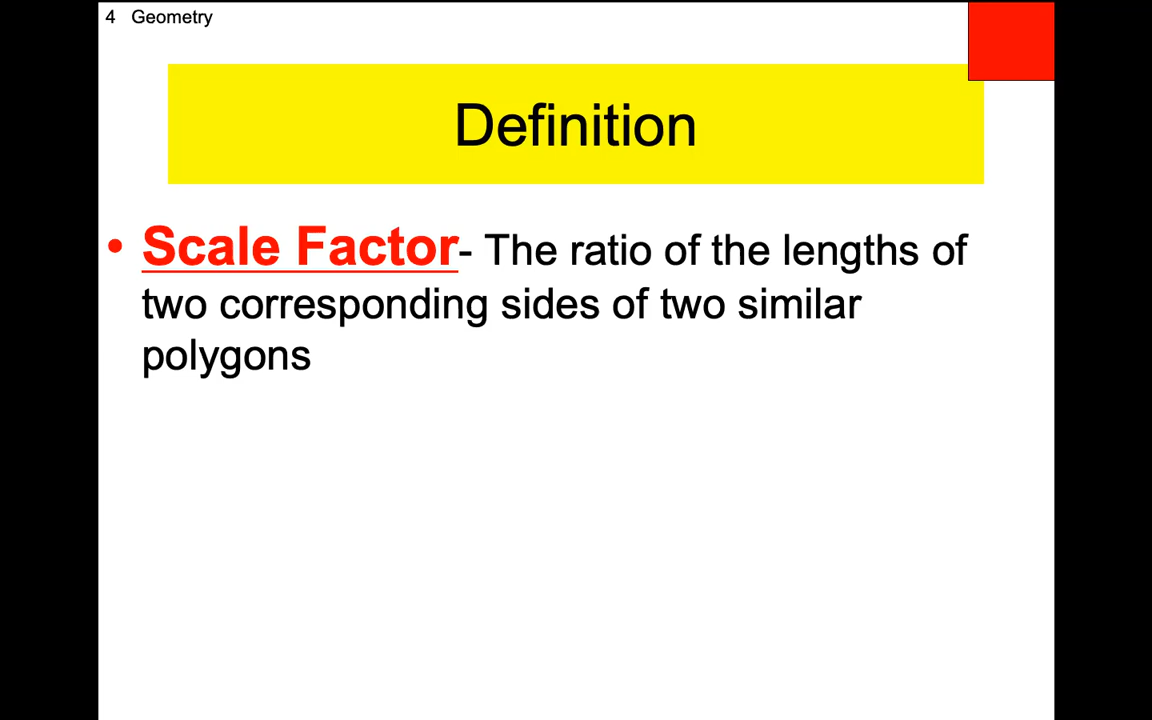 4 Geometry
Definition
• Scale Factor- The ratio of the lengths of
two corresponding sides of two similar
polygons